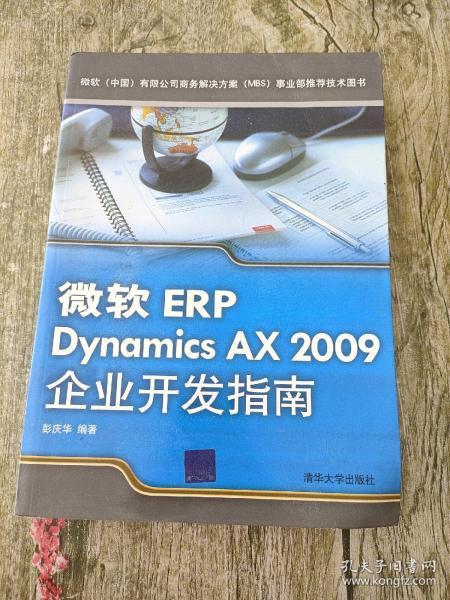 微软（中国）有限公司商务解决方案（MBS）事业部推荐技术图书
微软 ERP
Dynamics AX 2009
企业开发指南
彭庆华 编著
清华大学出版社
孔夫子旧书网
www.kongfz.com